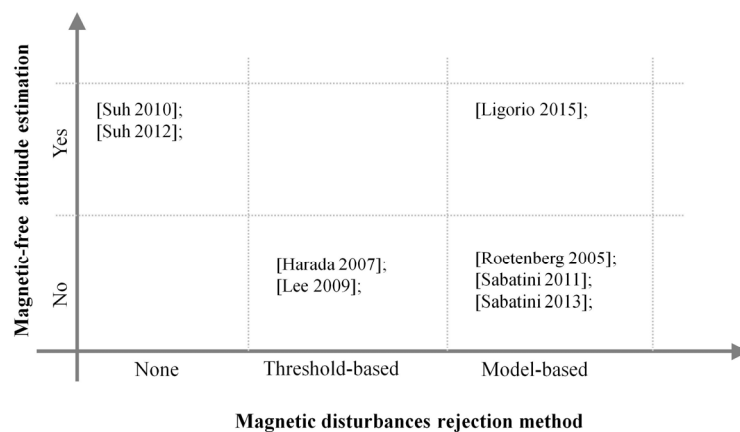 Magnetic-free attitude estimation
Yes
No
[Suh 2010];
[Suh 2012];
[Ligorio 2015];
[Harada 2007];
[Lee 2009];
[Roetenberg 2005];
[Sabatini 2011];
[Sabatini 2013];
None
Threshold-based
Model-based
Magnetic disturbances rejection method